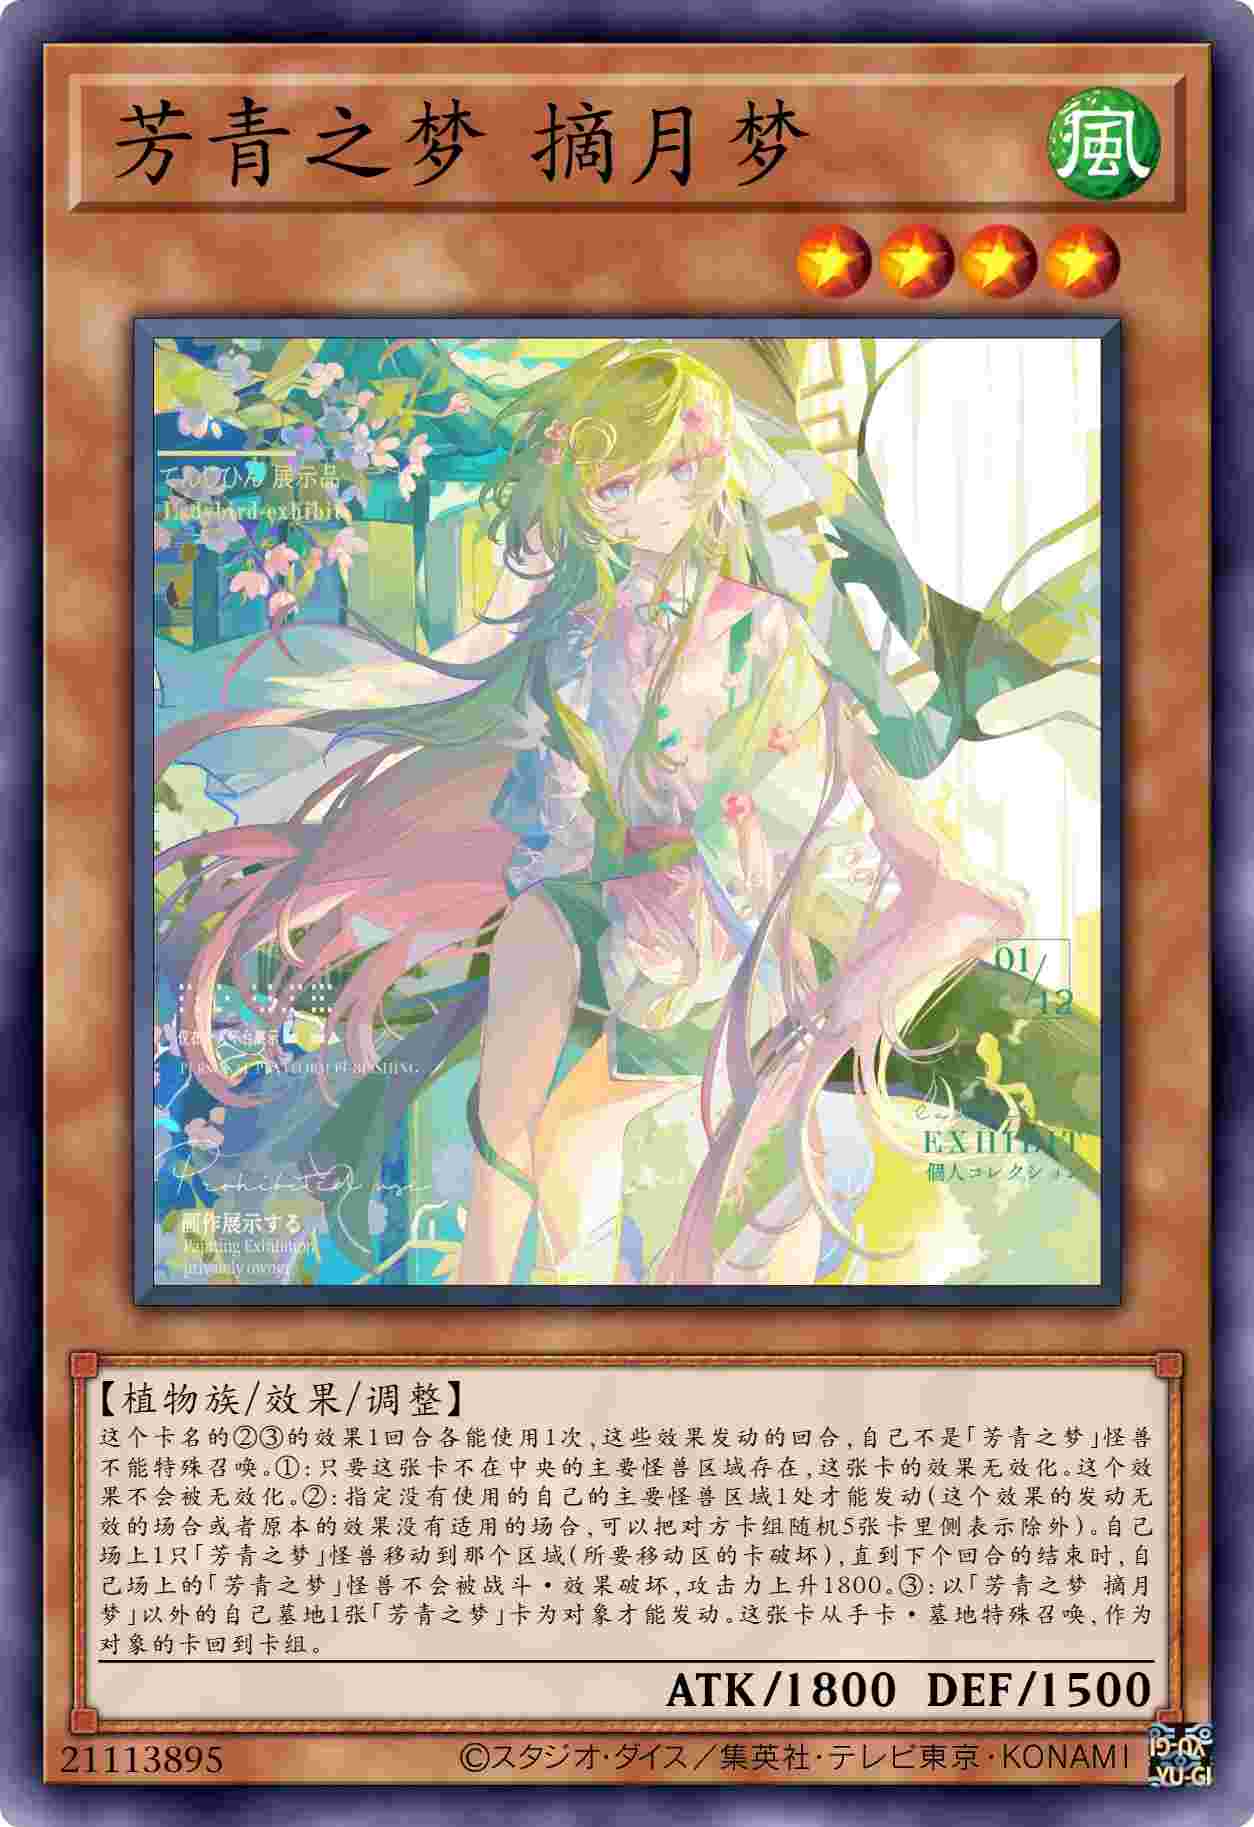 芳青之梦 摘月梦
風
てんじひん 展示品
Ladybird-exhibit
01/
12
PERSONAL PLATFORM PUBLISHING
EXHIBIT
個人コレクション
Prohibited use
画作展示する
Painting Exhibition
privately owner
【植物族/效果/调整】
这个卡名的②③的效果1回合各能使用1次,这些效果发动的回合,自己不是「芳青之梦」怪兽
不能特殊召唤。①:只要这张卡不在中央的主要怪兽区域存在,这张卡的效果无效化。这个效
果不会被无效化。②:指定没有使用的自己的主要怪兽区域1处才能发动(这个效果的发动无
效的场合或者原本的效果没有适用的场合,可以把对方卡组随机5张卡里侧表示除外)。自己
场上1只「芳青之梦」怪兽移动到那个区域(所要移动区的卡破坏),直到下个回合的结束时,自
己场上的「芳青之梦」怪兽不会被战斗·效果破坏,攻击力上升1800。③:以「芳青之梦 摘月
梦」以外的自己墓地1张「芳青之梦」卡为对象才能发动。这张卡从手卡·墓地特殊召唤,作为
对象的卡回到卡组。
ATK/1800 DEF/1500
21113895
©スタジオ・ダイス／集英社・テレビ東京・KONAMI
YU-GI